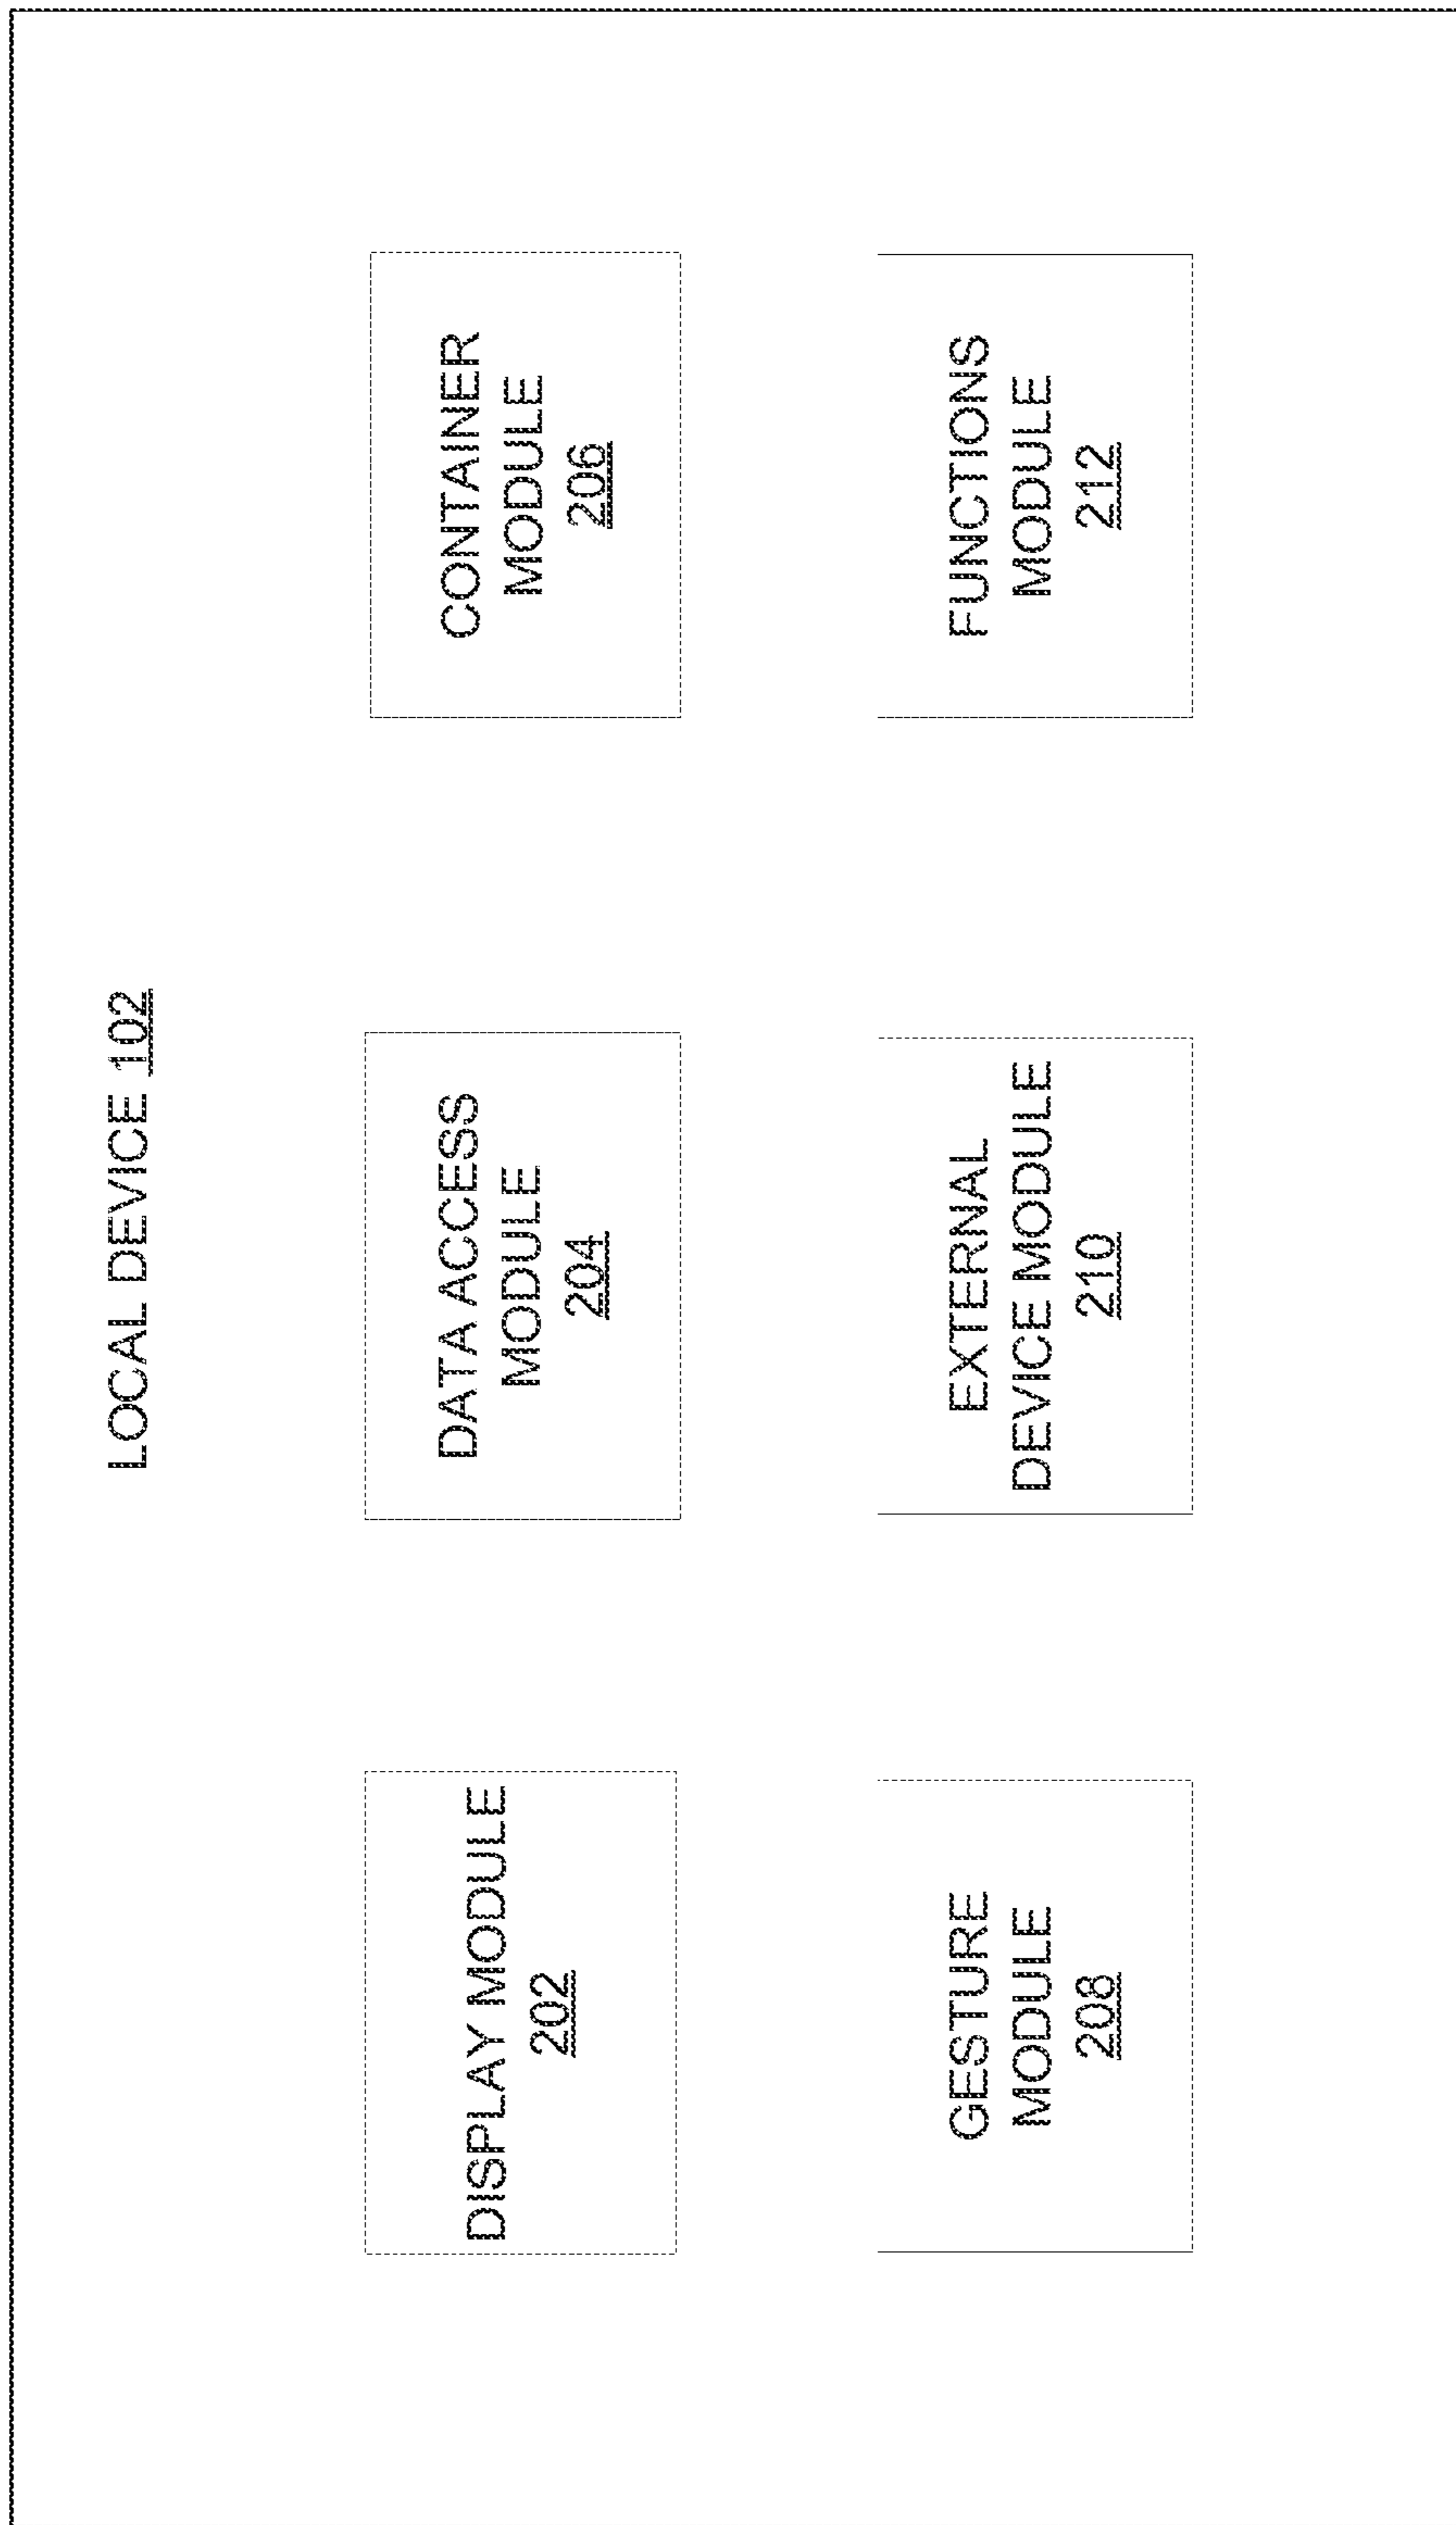 LOCAL DEVICE 102
DISPLAY MODULE
202
DATA ACCESS
MODULE
204
CONTAINER
MODULE
206
GESTURE
MODULE
208
EXTERNAL
DEVICE MODULE
210
FUNCTIONS
MODULE
212